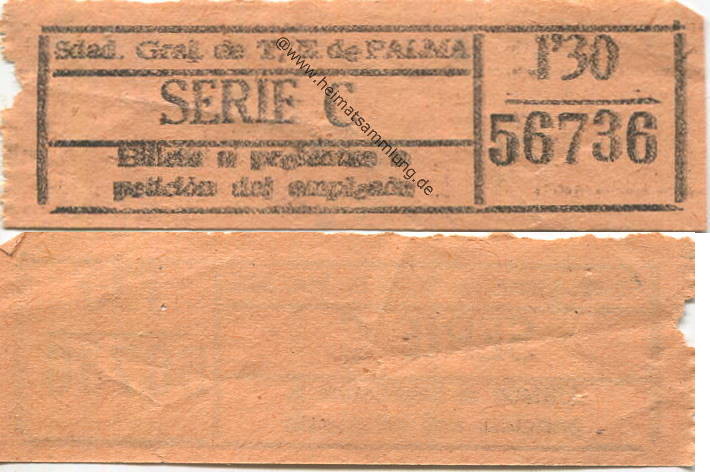 Sdad. Gral. de T.E. de PALMA
SERIE C
Billete a presentar
petición del empleado
1'30
56736
@www.heimatsammlung.de